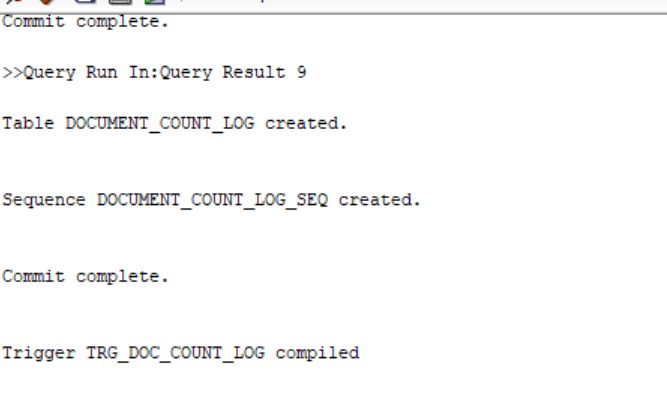 Commit complete.
>>Query Run In:Query Result 9
Table DOCUMENT_COUNT_LOG created.
Sequence DOCUMENT_COUNT_LOG_SEQ created.
Commit complete.
Trigger TRG_DOC_COUNT_LOG compiled